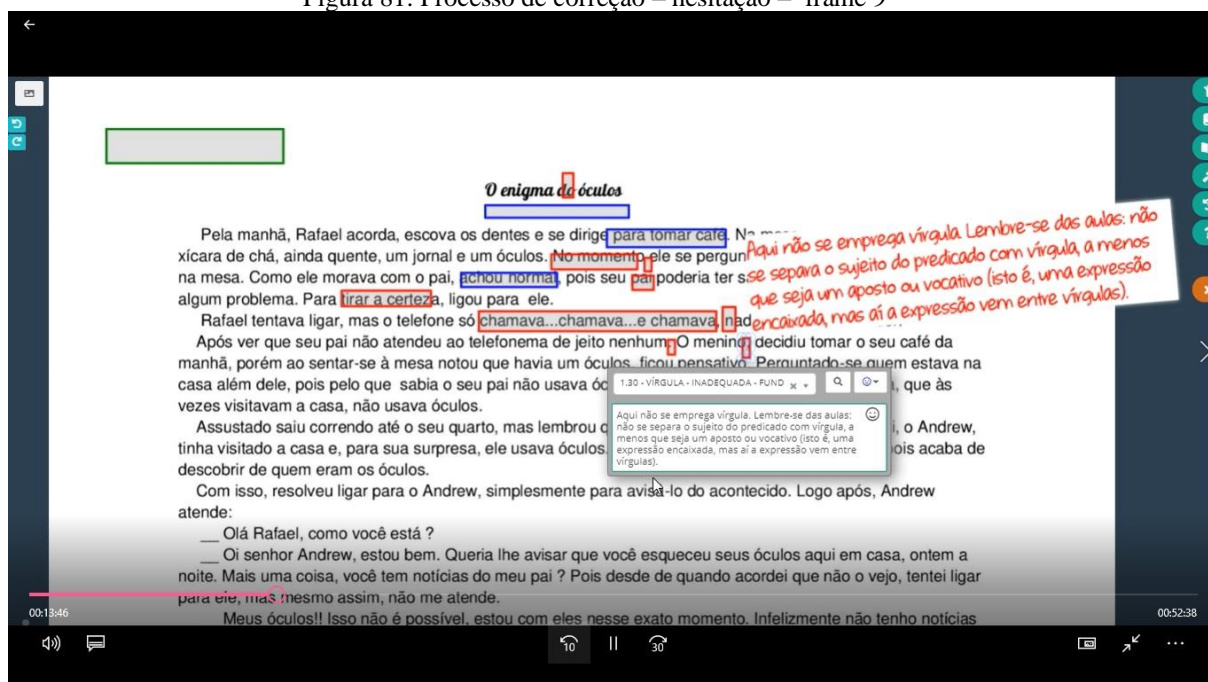 Figura 81: Processo de correção – hesitação – frame 9
O enigma do óculos
Pela manhã, Rafael acorda, escova os dentes e se dirige para tomar café. Na
xícara de chá, ainda quente, um jornal e um óculos. No momento ele se pergun
na mesa. Como ele morava com o pai, achou normal, pois seu pai poderia ter s
algum problema. Para tirar a certeza, ligou para ele.
Rafael tentava ligar, mas o telefone só chamava...chamava...e chamava, nad
Após ver que seu pai não atendeu ao telefonema de jeito nenhum. O menino, decidiu tomar o seu café da
manhã, porém ao sentar-se à mesa notou que havia um óculos, ficou pensativo. Perguntado-se quem estava na
casa além dele, pois pelo que sabia o seu pai não usava óc , que às
vezes visitavam a casa, não usava óculos.
Assustado saiu correndo até o seu quarto, mas lembrou q i, o Andrew,
tinha visitado a casa e, para sua surpresa, ele usava óculos. ois acaba de
descobrir de quem eram os óculos.
Com isso, resolveu ligar para o Andrew, simplesmente para avisá-lo do acontecido. Logo após, Andrew
atende:
__ Olá Rafael, como você está ?
__ Oi senhor Andrew, estou bem. Queria lhe avisar que você esqueceu seus óculos aqui em casa, ontem a
noite. Mais uma coisa, você tem notícias do meu pai ? Pois desde de quando acordei que não o vejo, tentei ligar
para ele, mas mesmo assim, não me atende.
Meus óculos!! Isso não é possível, estou com eles nesse exato momento. Infelizmente não tenho notícias
Aqui não se emprega vírgula. Lembre-se das aulas: não
se separa o sujeito do predicado com vírgula, a menos
que seja um aposto ou vocativo (isto é, uma expressão
encaixada, mas aí a expressão vem entre vírgulas).
1.30 - VÍRGULA - INADEQUADA - FUND
Aqui não se emprega vírgula. Lembre-se das aulas:
não se separa o sujeito do predicado com vírgula, a
menos que seja um aposto ou vocativo (isto é, uma
expressão encaixada, mas aí a expressão vem entre
vírgulas).
00:13:46
00:52:38
10
30